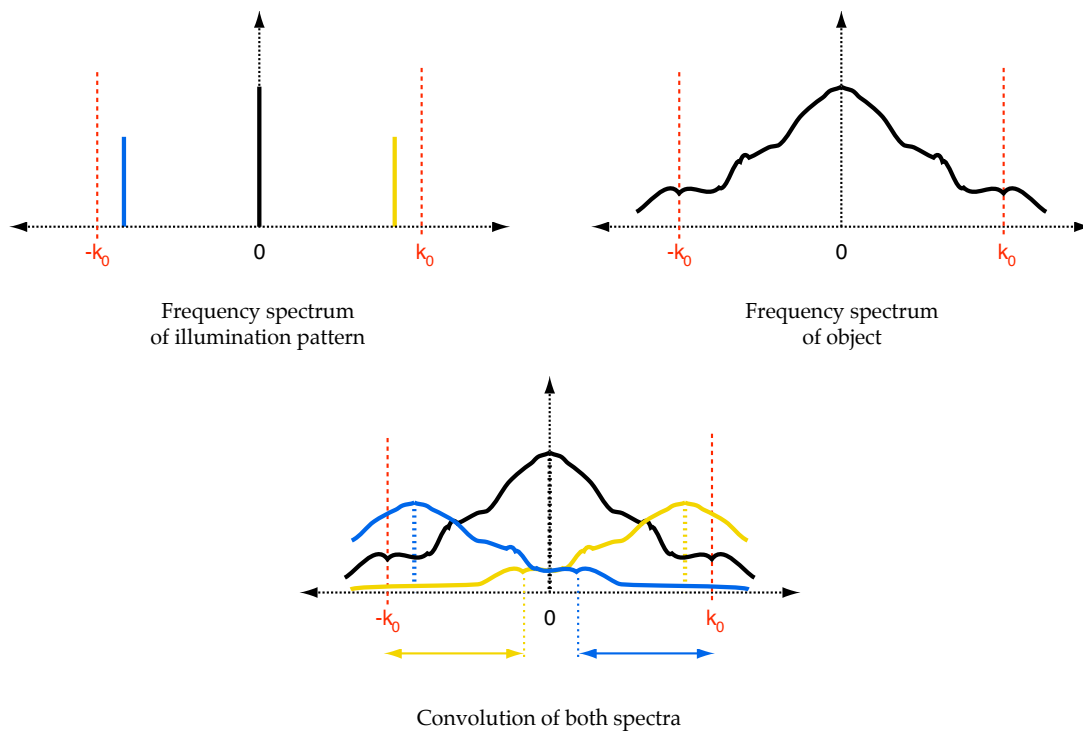 -k0 0 k0
Frequency spectrum
of illumination pattern
-k0 0 k0
Frequency spectrum
of object
-k0 0 k0
Convolution of both spectra